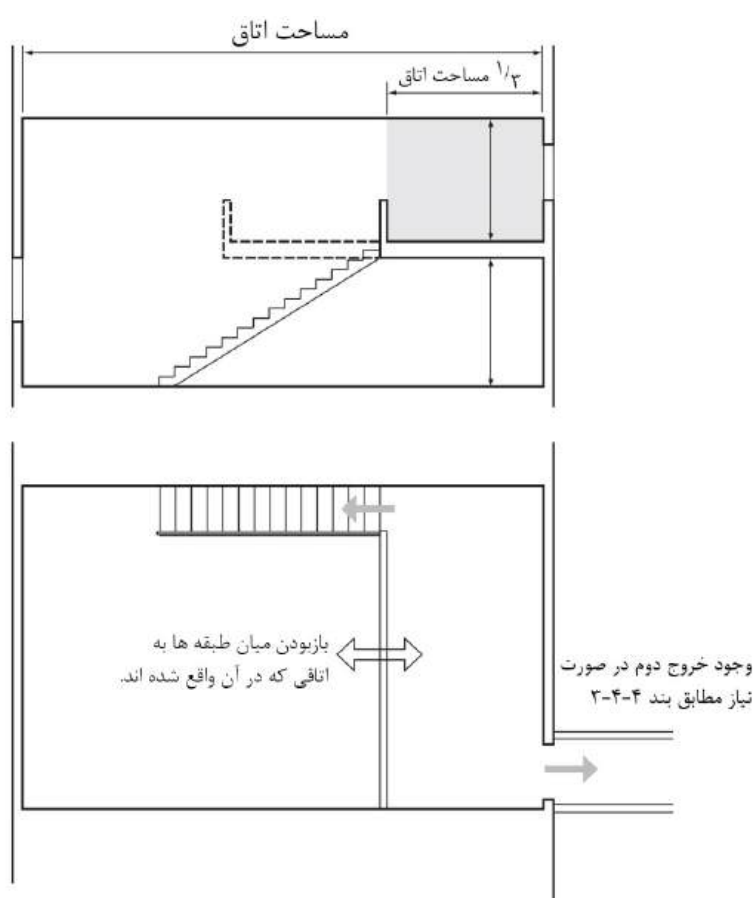 مساحت اتاق
۱/۳ مساحت اتاق
بازبودن میان طبقه ها به
اتاقی که در آن واقع شده اند.
وجود خروج دوم در صورت
نیاز مطابق بند ۴-۴-۳